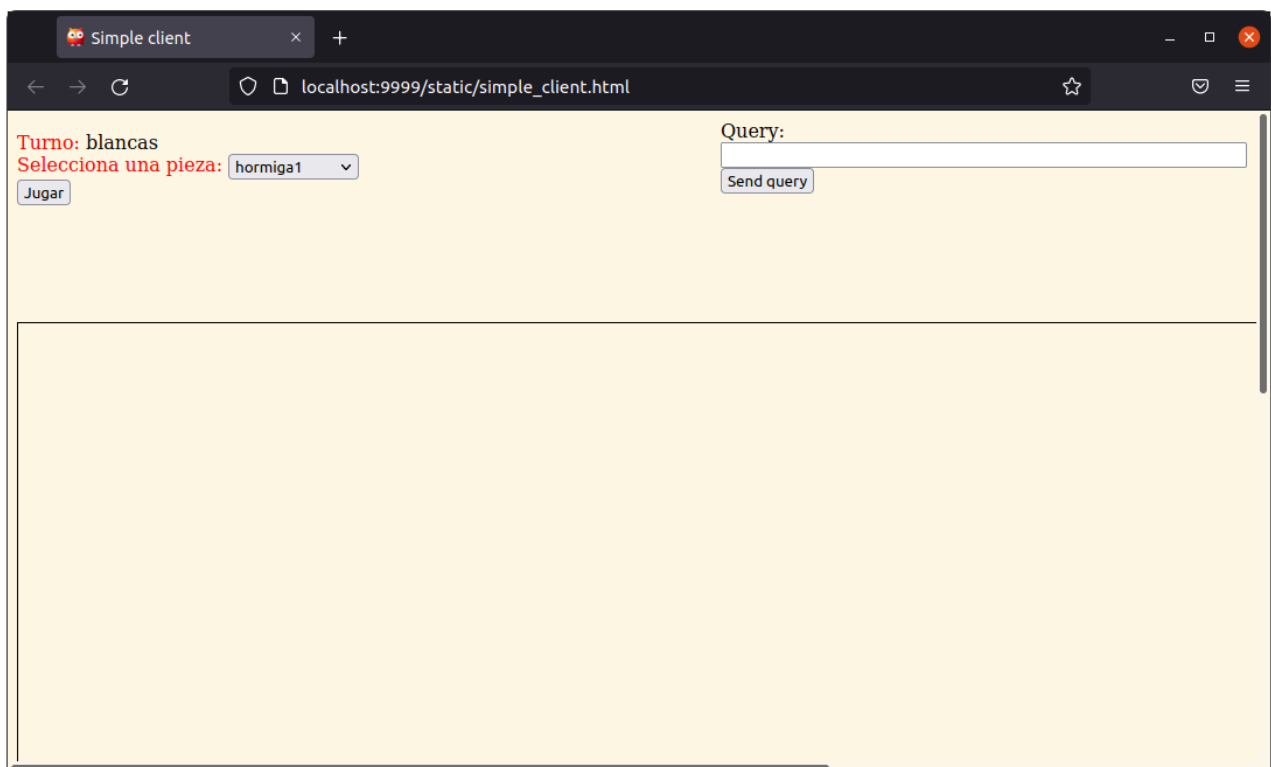 Simple client
localhost:9999/static/simple_client.html
Turno: blancas
Selecciona una pieza: hormiga1
Jugar
Query:
Send query